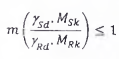 m(γSd. MSk / γRd. MRk) ≤ 1